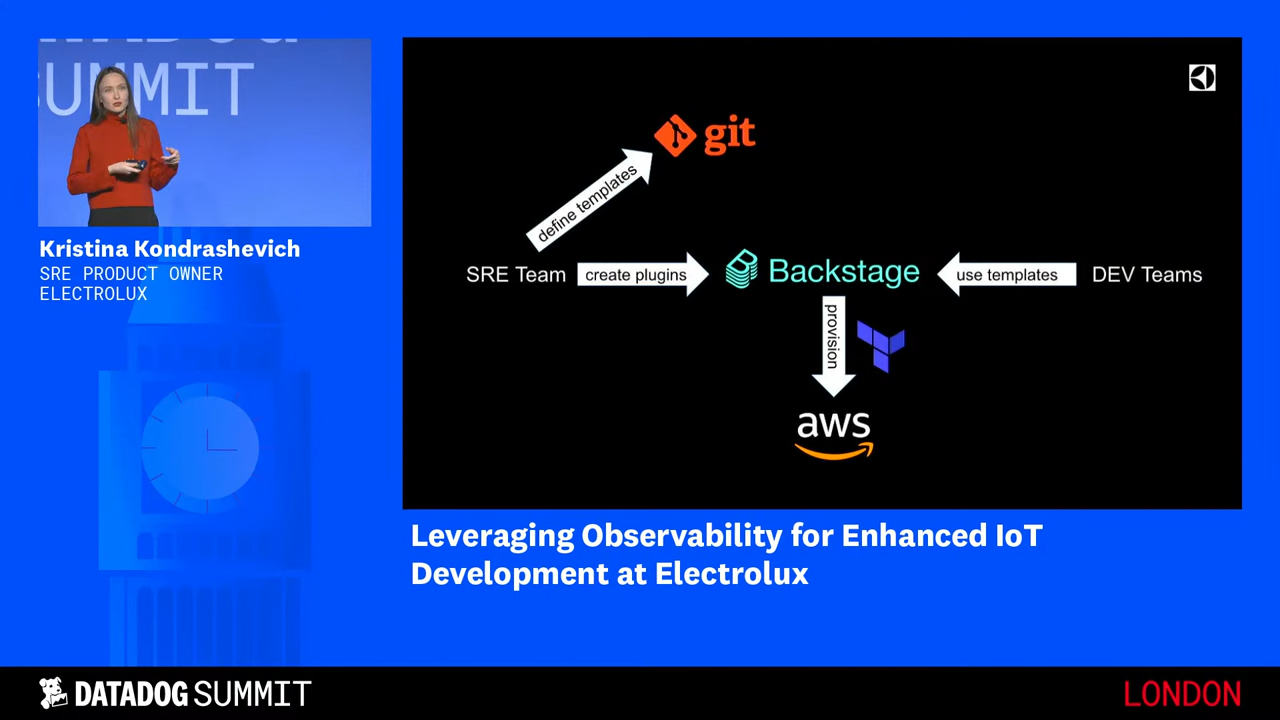 SUMMIT
Kristina Kondrashevich
SRE PRODUCT OWNER
ELECTROLUX
git
define templates
SRE Team
create plugins
Backstage
use templates
DEV Teams
provision
aws
Leveraging Observability for Enhanced IoT
Development at Electrolux
DATADOG SUMMIT
LONDON